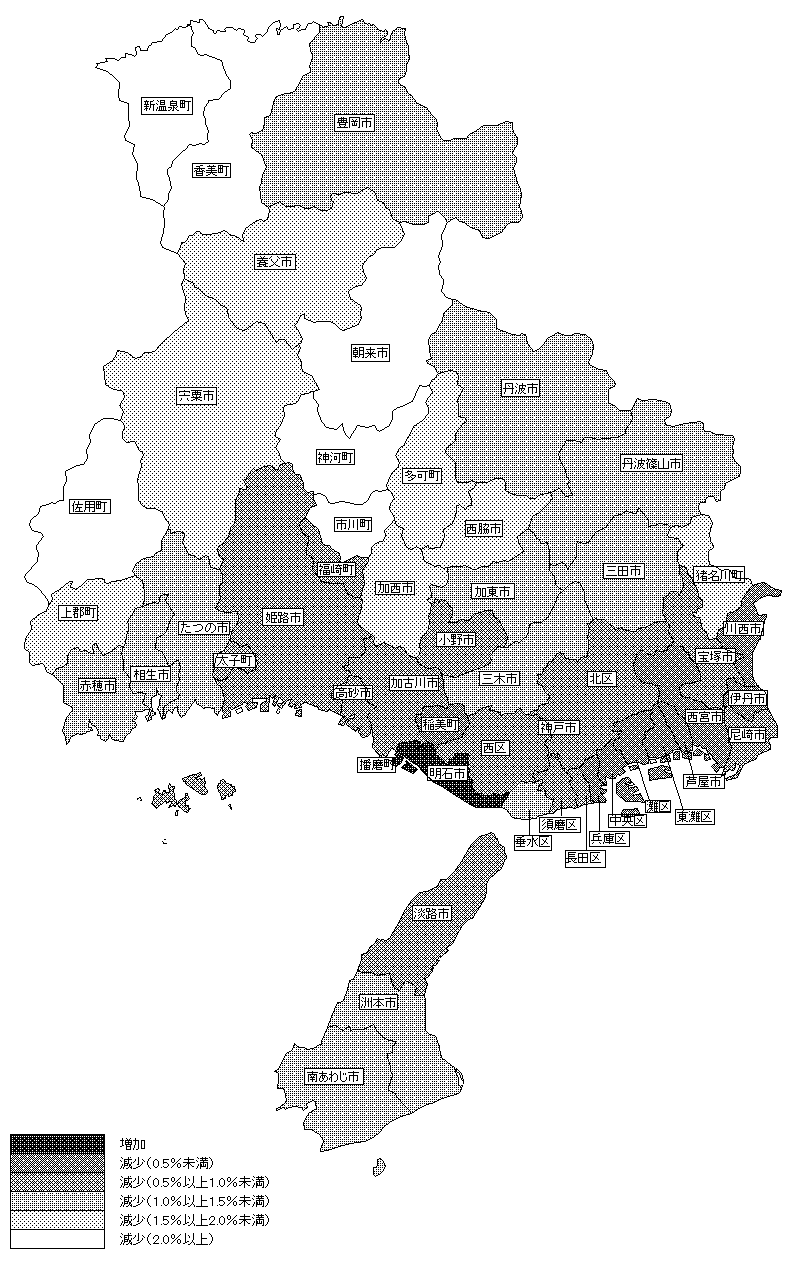 新温泉町
豊岡市
香美町
養父市
朝来市
丹波市
宍粟市
神河町
丹波篠山市
多可町
佐用町
市川町
西脇市
福崎町
三田市
猪名川町
加西市
加東市
上郡町
姫路市
たつの市
川西市
小野市
宝塚市
太子町
相生市
三木市
北区
赤穂市
加古川市
高砂市
伊丹市
西宮市
稲美町
神戸市
尼崎市
西区
播磨町
明石市
芦屋市
灘区
東灘区
中央区
須磨区
兵庫区
垂水区
長田区
淡路市
洲本市
南あわじ市
増加
減少(0.5%未満)
減少(0.5%以上1.0%未満)
減少(1.0%以上1.5%未満)
減少(1.5%以上2.0%未満)
減少(2.0%以上)